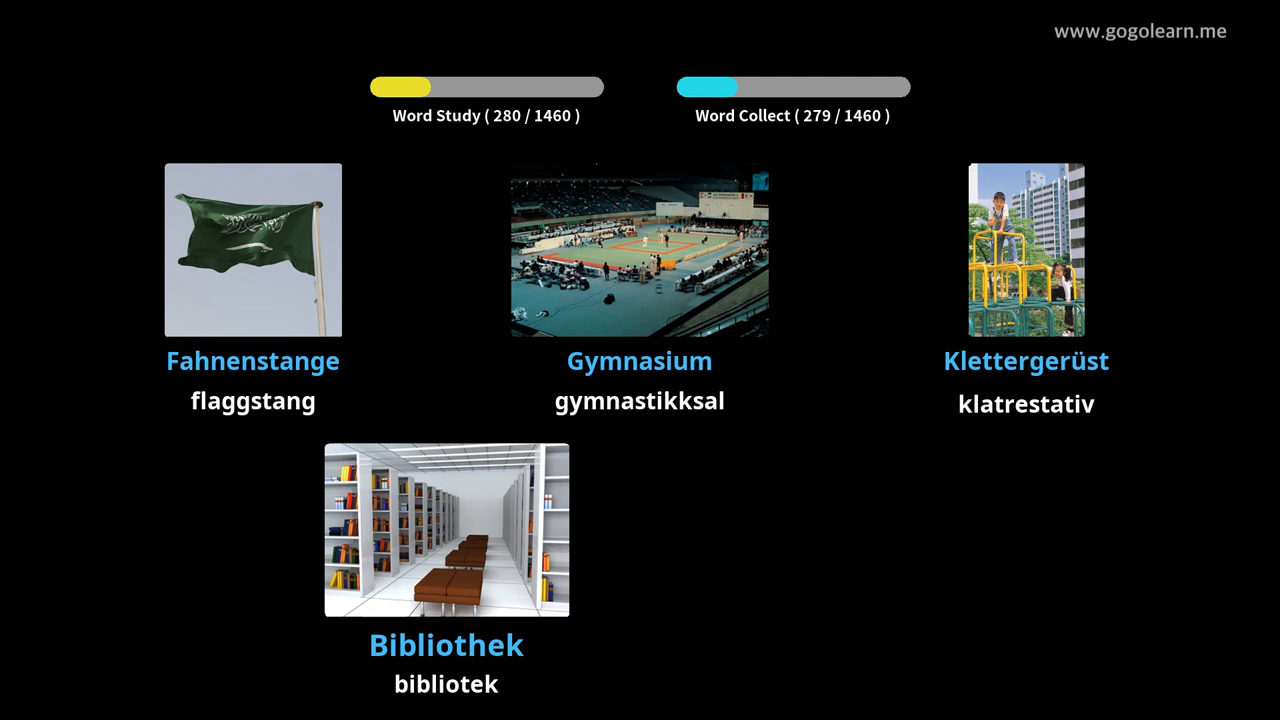 www.gogolearn.me
Word Study ( 280 / 1460 )
Word Collect ( 279 / 1460 )
Fahnenstange
Gymnasium
Klettergerüst
flaggstang
gymnastikksal
klatrestativ
Bibliothek
bibliotek